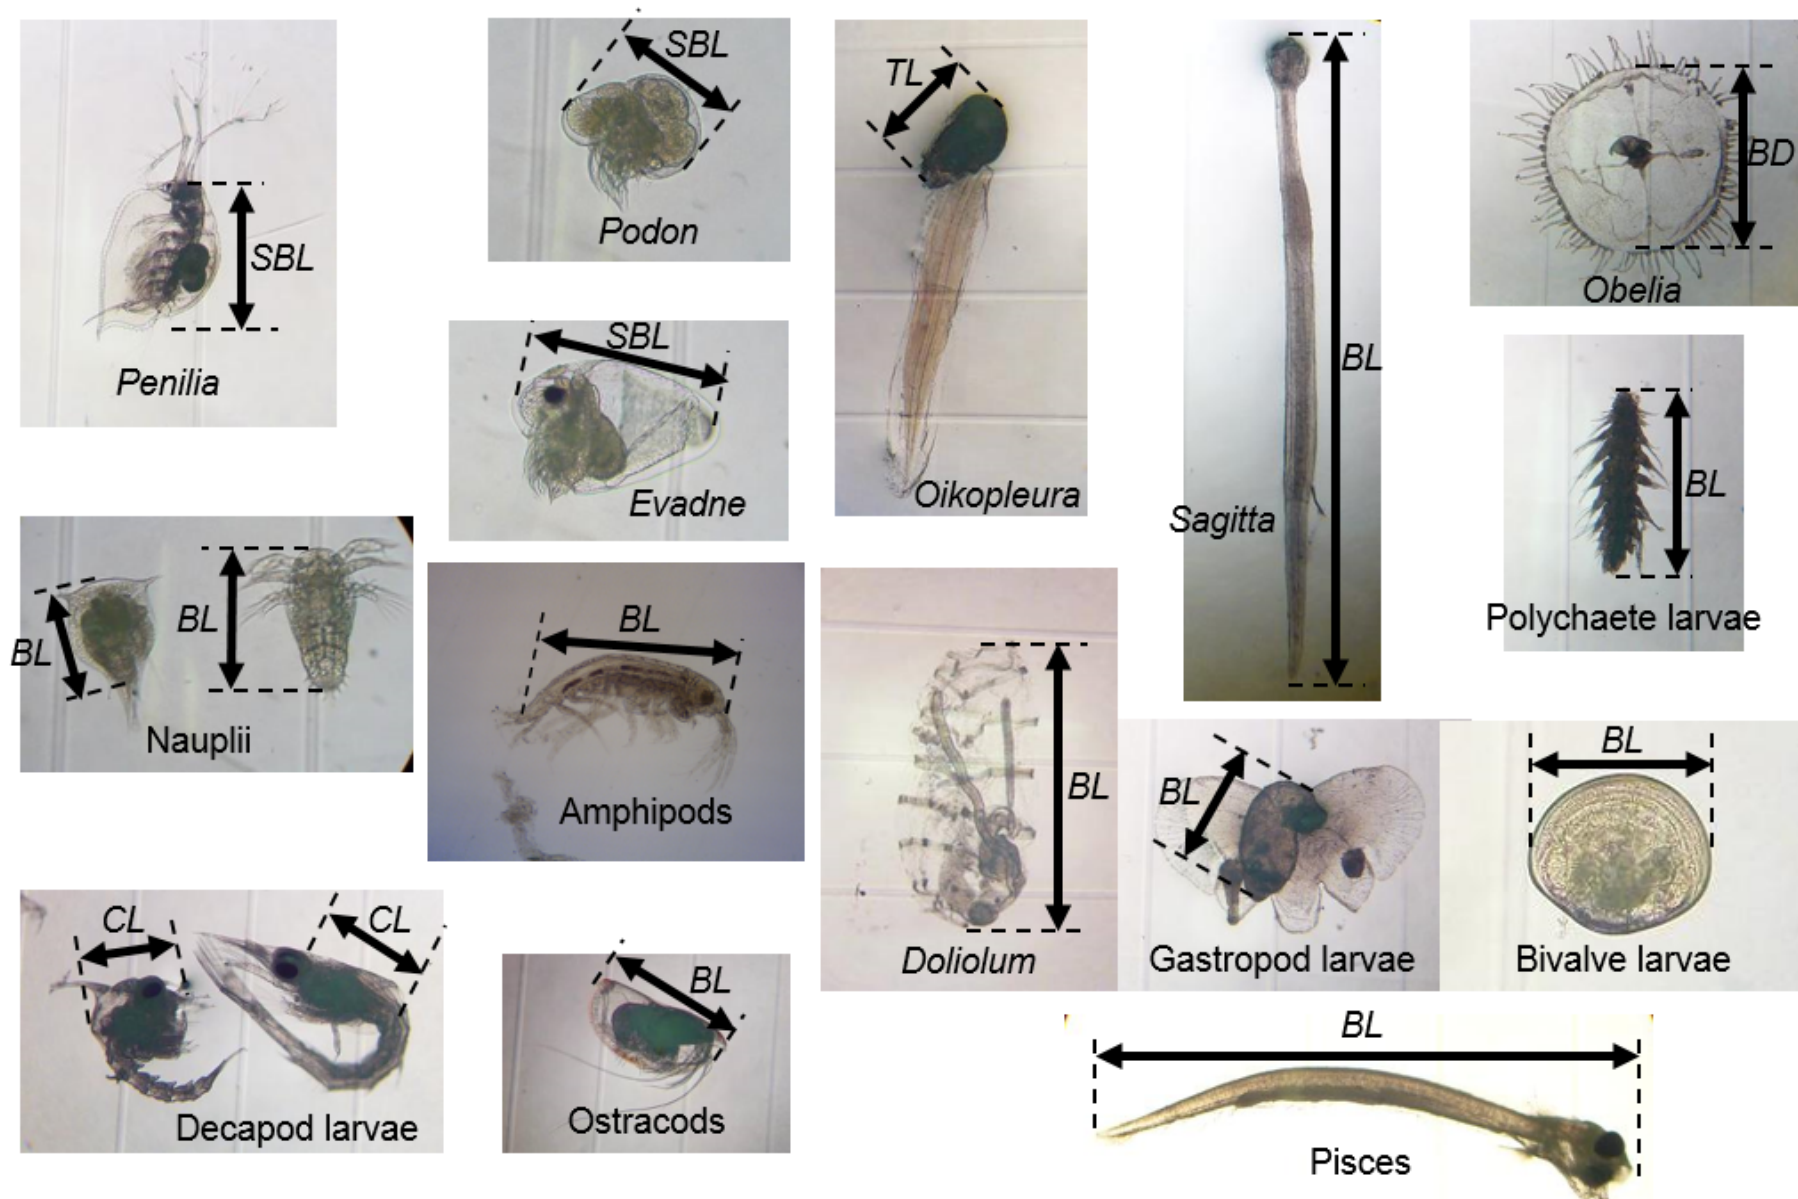 SBL
Penilia
SBL
Podon
TL
Oikopleura
BL
Sagitta
BD
Obelia
SBL
Evadne
BL
Polychaete larvae
BL
BL
Nauplii
BL
Amphipods
BL
Doliolum
BL
Gastropod larvae
BL
Bivalve larvae
CL
CL
Decapod larvae
BL
Ostracods
BL
Pisces